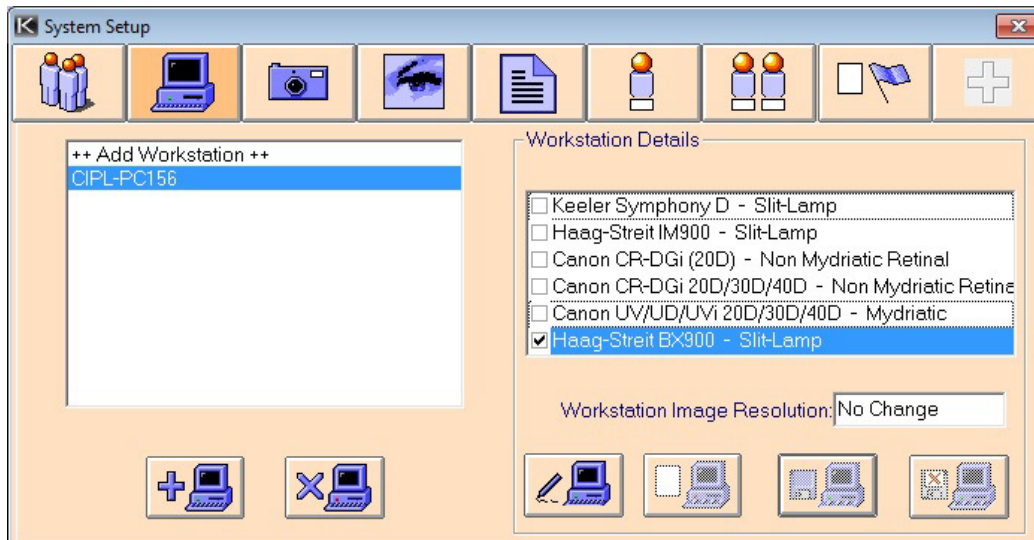 System Setup
++ Add Workstation ++
CIPL-PC156
Workstation Details
Keeler Symphony D - Slit-Lamp
Haag-Streit IM900 - Slit-Lamp
Canon CR-DGi (20D) - Non Mydriatic Retinal
Canon CR-DGi 20D/30D/40D - Non Mydriatic Retina
Canon UV/UD/UVi 20D/30D/40D - Mydriatic
Haag-Streit BX900 - Slit-Lamp
Workstation Image Resolution: No Change